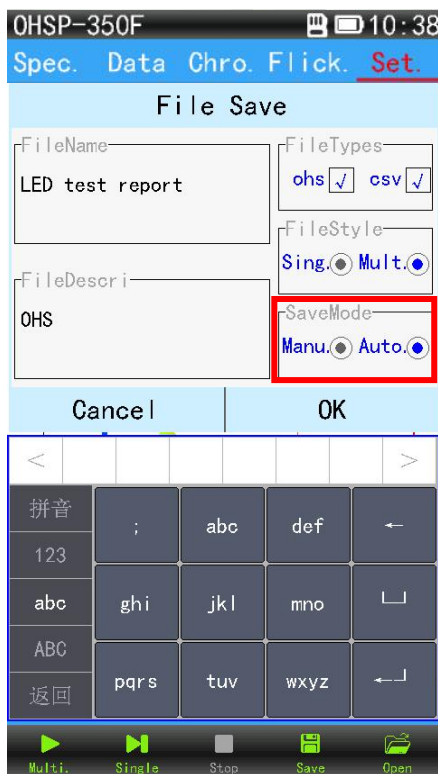 OHSP-350F 10:38
Spec. Data Chro. Flick. Set.
File Save
FileName
LED test report
FileTypes
ohs √ csv √
FileStyle
Sing. Mult.
FileDescri
OHS
SaveMode
Manu. Auto.
Cancel OK
< >
拼音
123
abc
ABC
返回
; abc def ←
ghi jkl mno
pqrs tuv wxyz
Multi. Single Stop Save Open